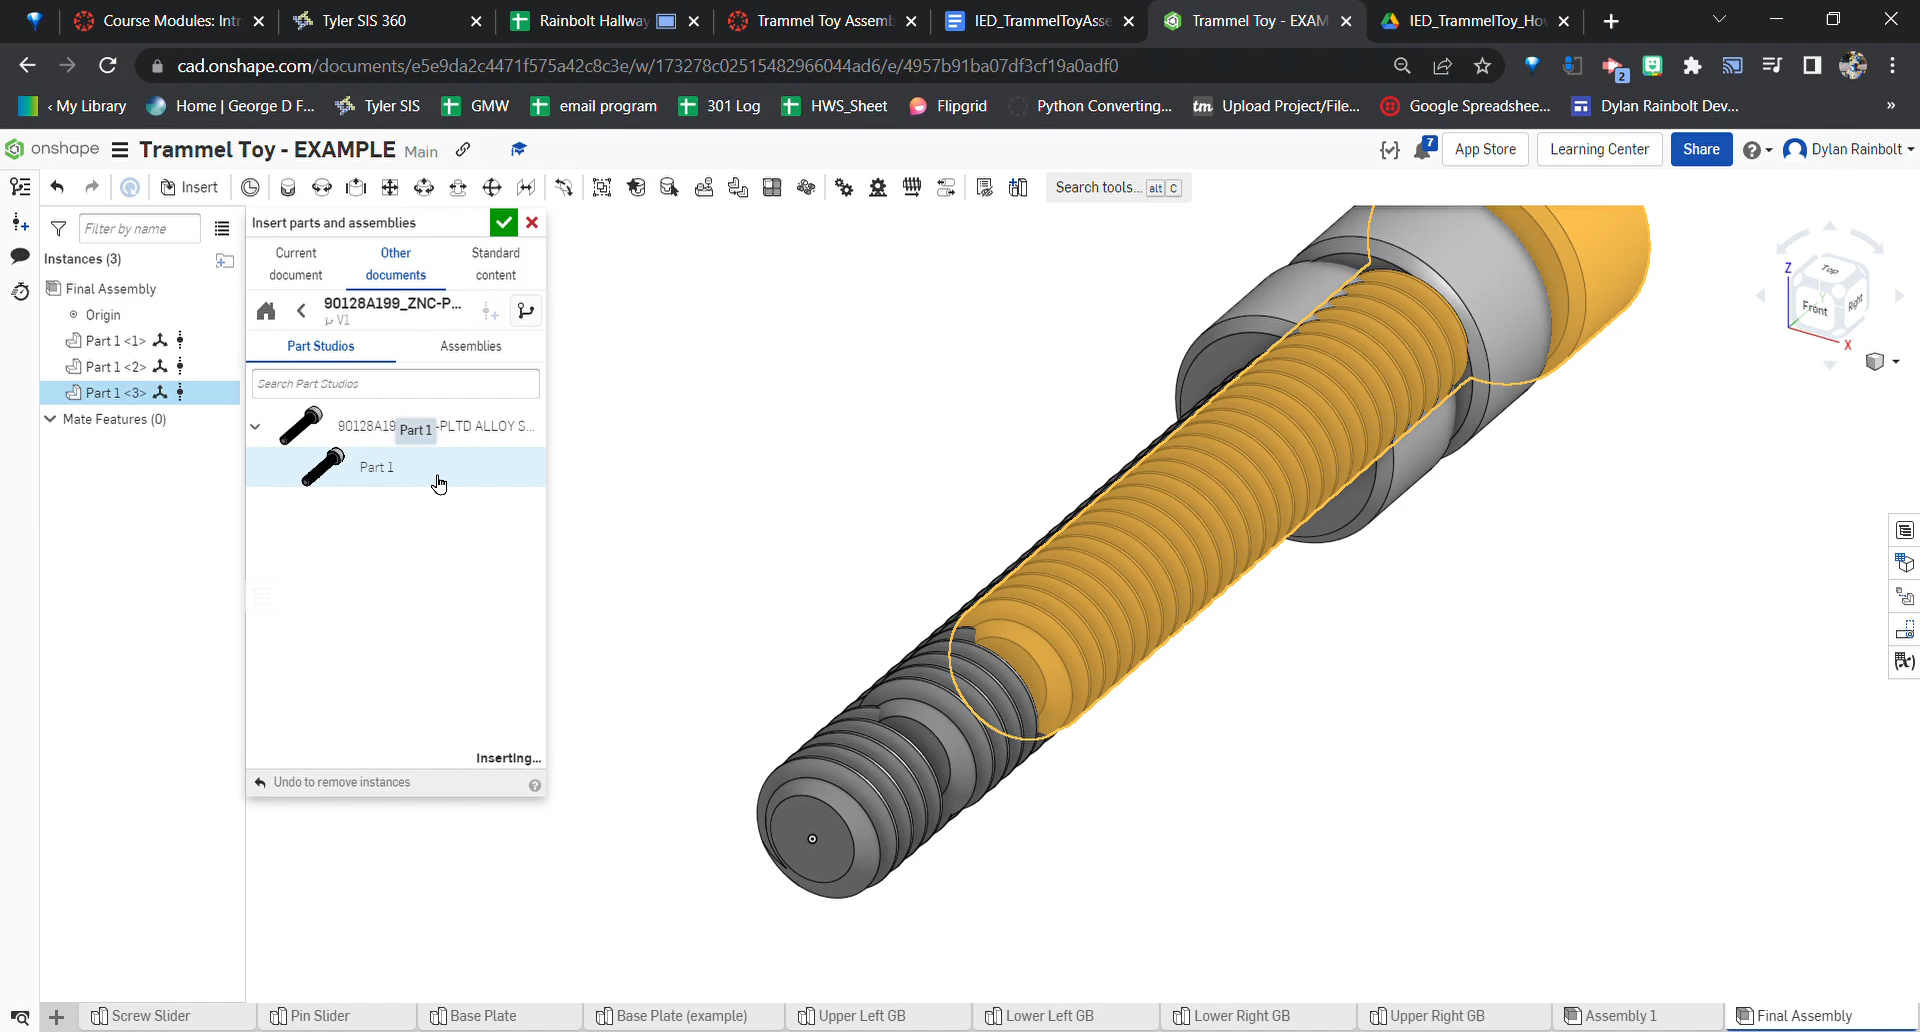 Course Modules: Int
Tyler SIS 360
Rainbolt Hallway
Trammel Toy Assemb
IED_TrammelToyAsse
Trammel Toy - EXAM
IED_TrammelToy_Ho
cad.onshape.com/documents/e5e9da2c4471f575a42c8c3e/w/173278c02515482966044ad6/e/4957b91ba07df3cf19a0adf0
2
‹ My Library
Home | George D F...
Tyler SIS
GMW
email program
301 Log
HWS_Sheet
Flipgrid
Python Converting...
tm Upload Project/File...
Google Spreadshee...
Dylan Rainbolt Dev...
»
onshape
Trammel Toy - EXAMPLE Main
7
App Store
Learning Center
Share
Dylan Rainbolt
Insert
Search tools... alt C
Filter by name
Instances (3)
Final Assembly
Origin
Part 1 <1>
Part 1 <2>
Part 1 <3>
Mate Features (0)
Insert parts and assemblies
Current document
Other documents
Standard content
90128A199_ZNC-P...
V1
Part Studios
Assemblies
Search Part Studios
90128A19
Part 1
-PLTD ALLOY S...
Part 1
Inserting...
Undo to remove instances
Z
Top
Front
Y
Right
X
Screw Slider
Pin Slider
Base Plate
Base Plate (example)
Upper Left GB
Lower Left GB
Lower Right GB
Upper Right GB
Assembly 1
Final Assembly